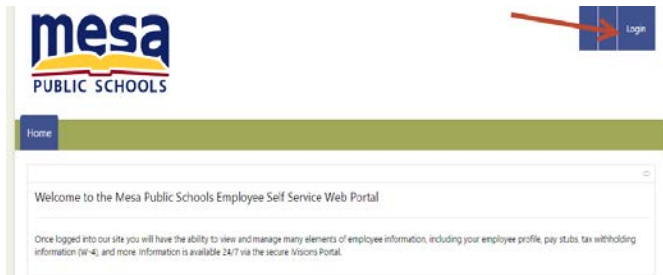 mesa
PUBLIC SCHOOLS
Login
Home
Welcome to the Mesa Public Schools Employee Self Service Web Portal
Once logged into our site you will have the ability to view and manage many elements of employee information, including your employee profile, pay stubs, tax withholding
information (W-4), and more. Information is available 24/7 via the secure iVisions Portal.